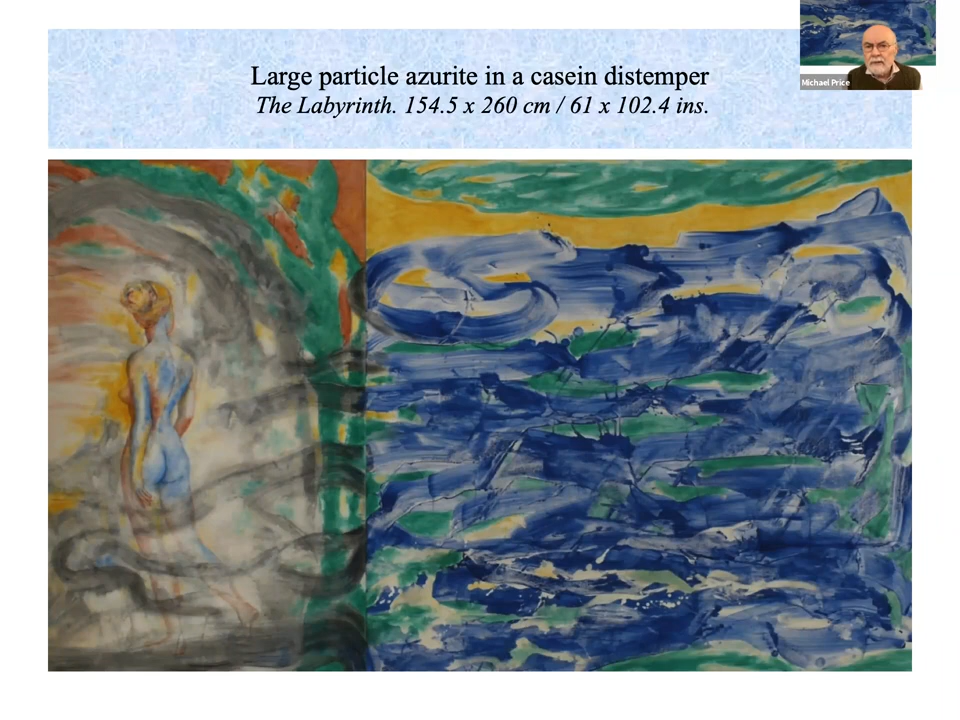 Large particle azurite in a casein distemper
The Labyrinth. 154.5 x 260 cm / 61 x 102.4 ins.
Michael Price